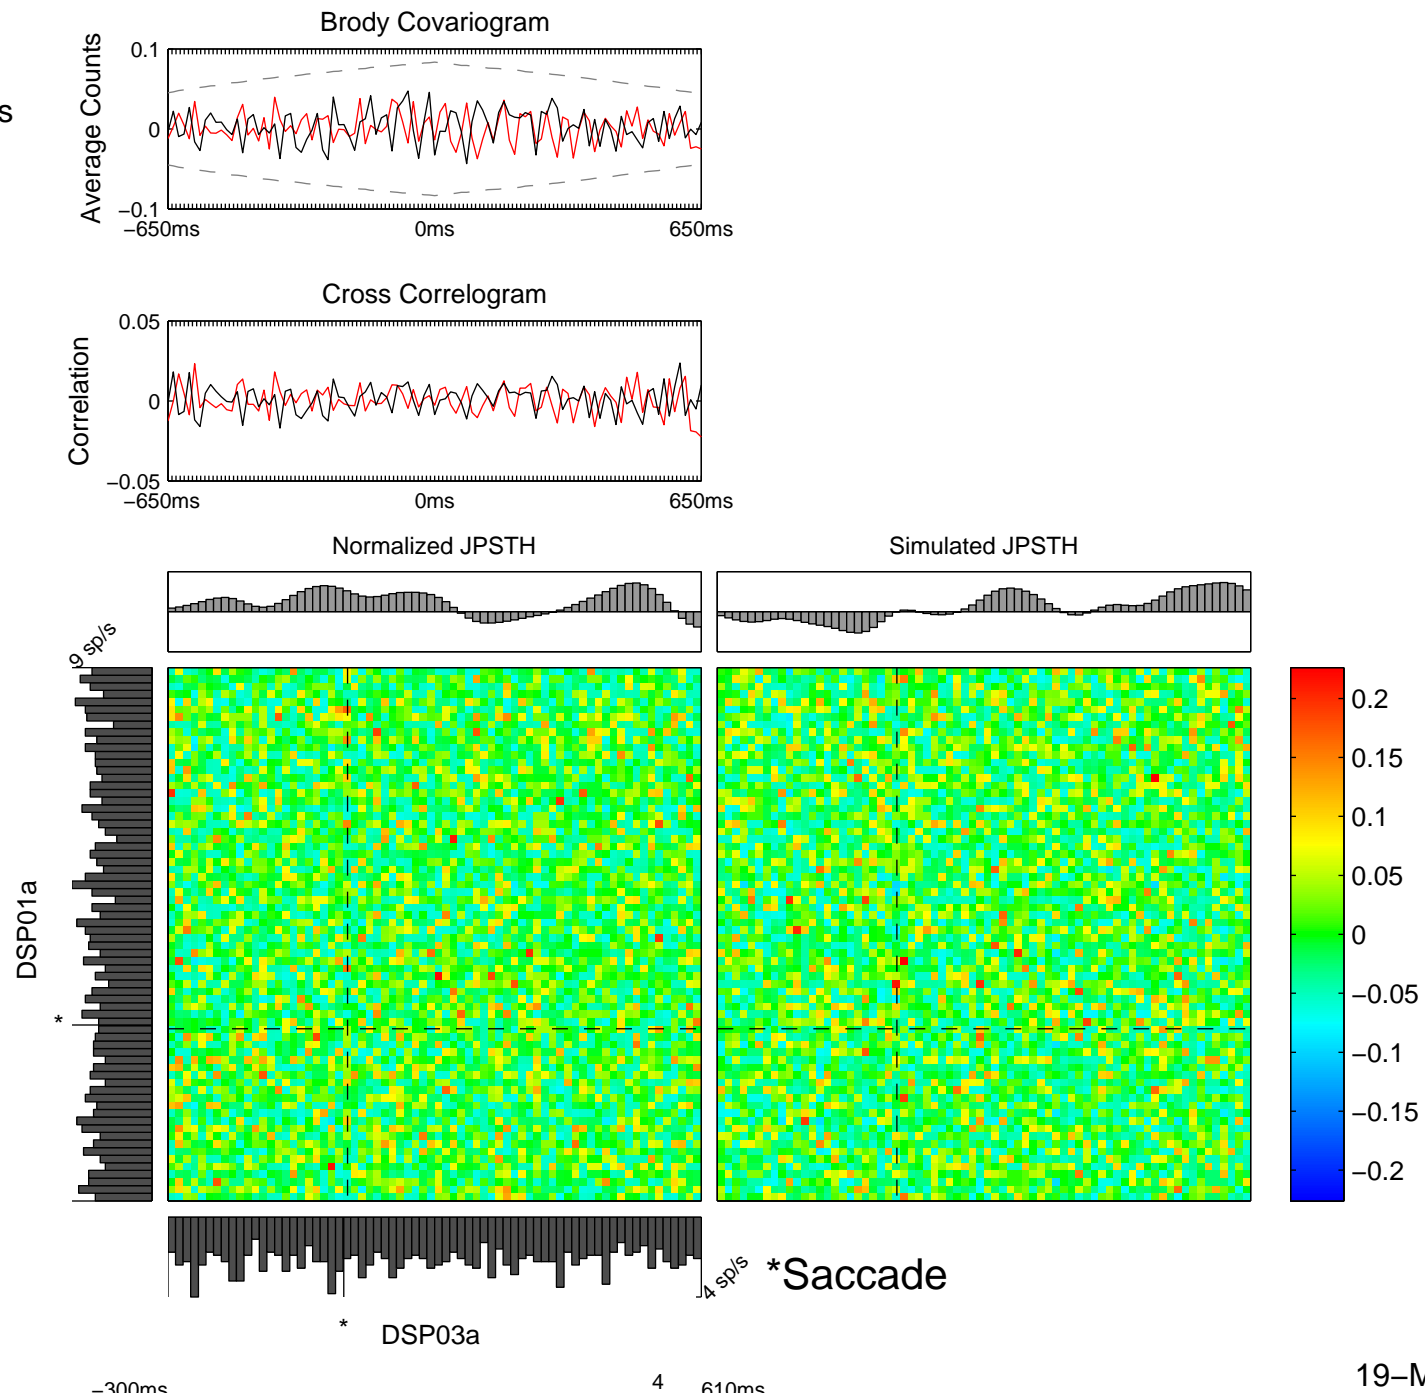 Brody Covariogram
s
Average Counts
0.1
0
−0.1
−650ms 0ms 650ms
Cross Correlogram
Correlation
0.05
0
−0.05
−650ms 0ms 650ms
Normalized JPSTH Simulated JPSTH
9 sp/s
DSP01a
*
0.2
0.15
0.1
0.05
0
−0.05
−0.1
−0.15
−0.2
4 sp/s
*Saccade
*
DSP03a
−300ms 4 610ms
19−M